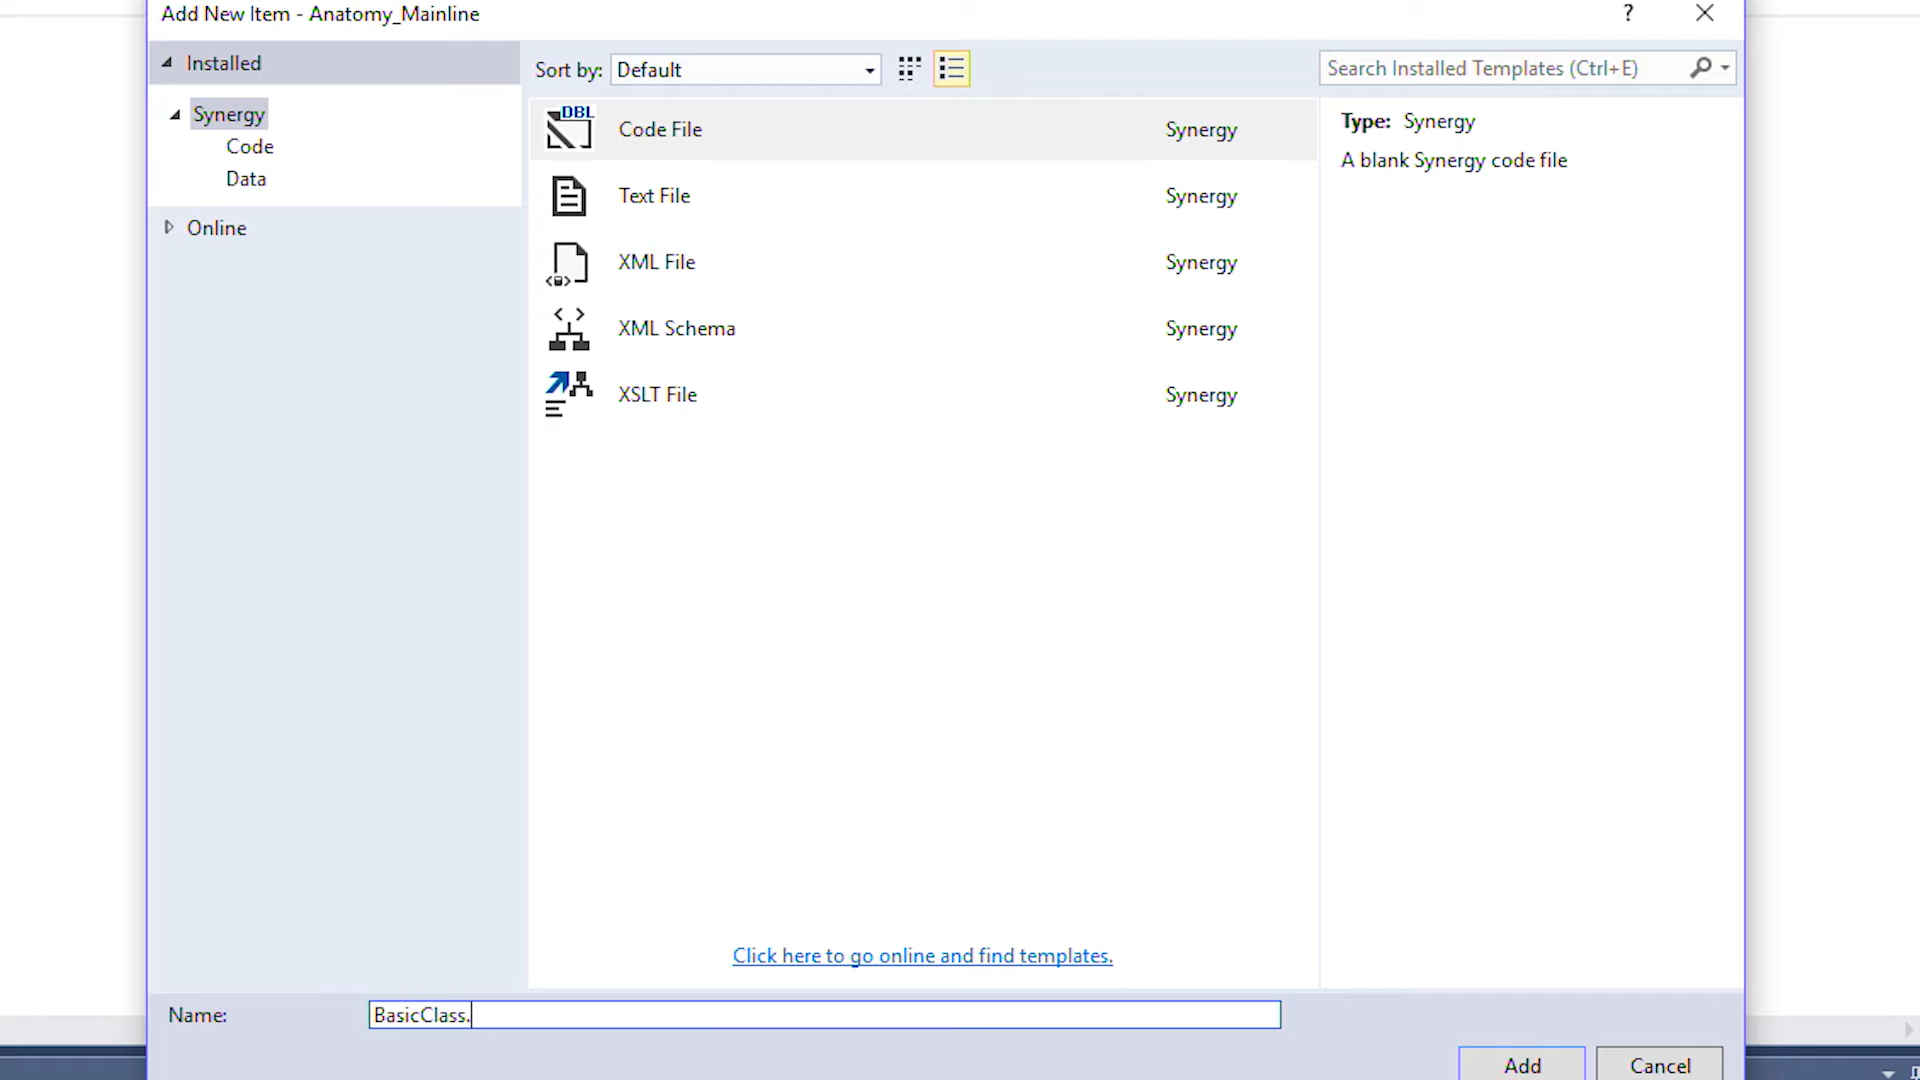 Add New Item - Anatomy_Mainline
?
Installed
Sort by: Default
Search Installed Templates (Ctrl+E)
Synergy
Code
Data
Online
DBL
Code File Synergy
Text File Synergy
XML File Synergy
XML Schema Synergy
XSLT File Synergy
Type: Synergy
A blank Synergy code file
Click here to go online and find templates.
Name: BasicClass.
Add
Cancel